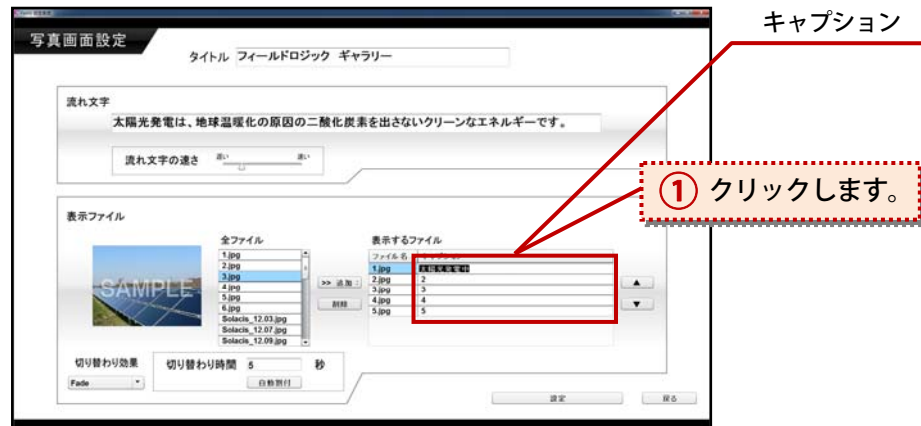 キャプション
写真画面設定
タイトル フィールドロジック ギャラリー
流れ文字
太陽光発電は、地球温暖化の原因の二酸化炭素を出さないクリーンなエネルギーです。
流れ文字の速さ 遅い 速い
① クリックします。
表示ファイル
SAMPLE
全ファイル
1.jpg
2.jpg
3.jpg
4.jpg
5.jpg
6.jpg
Solacis_12.03.jpg
Solacis_12.07.jpg
Solacis_12.09.jpg
>> 追加
削除
表示するファイル
ファイル名 キャプション
1.jpg 太陽光発電中
2.jpg 2
3.jpg 3
4.jpg 4
5.jpg 5
▲
▼
切り替わり効果
Fade
切り替わり時間 5 秒
自動割付
設定
戻る